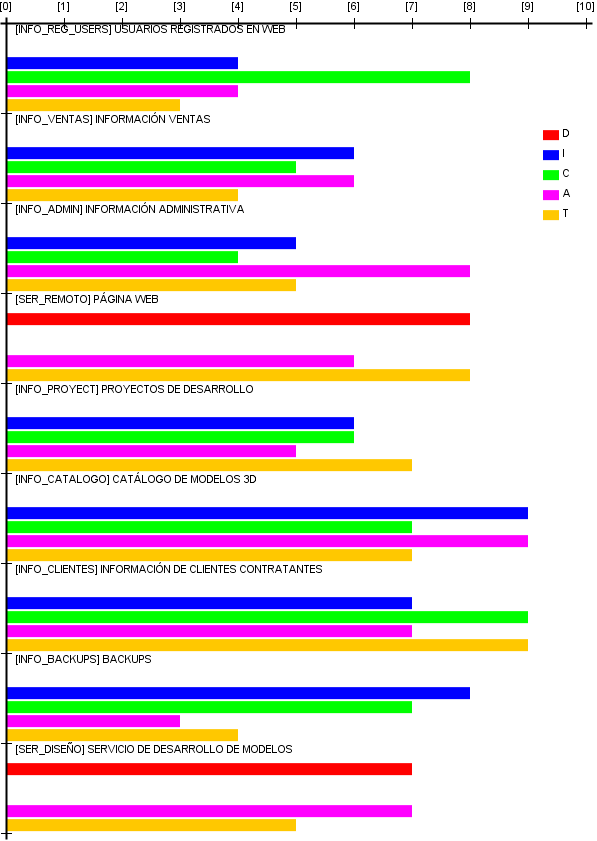 [0] [1] [2] [3] [4] [5] [6] [7] [8] [9] [10]
[INFO_REG_USERS] USUARIOS REGISTRADOS EN WEB
[INFO_VENTAS] INFORMACIÓN VENTAS
D
I
C
A
T
[INFO_ADMIN] INFORMACIÓN ADMINISTRATIVA
[SER_REMOTO] PÁGINA WEB
[INFO_PROYECT] PROYECTOS DE DESARROLLO
[INFO_CATALOGO] CATÁLOGO DE MODELOS 3D
[INFO_CLIENTES] INFORMACIÓN DE CLIENTES CONTRATANTES
[INFO_BACKUPS] BACKUPS
[SER_DISEÑO] SERVICIO DE DESARROLLO DE MODELOS